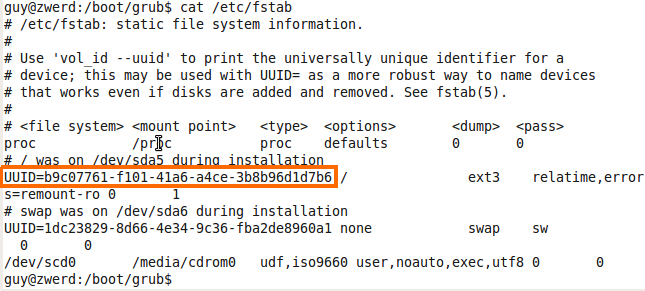 guy@zwerd:/boot/grub$ cat /etc/fstab
# /etc/fstab: static file system information.
#
# Use 'vol_id --uuid' to print the universally unique identifier for a
# device; this may be used with UUID= as a more robust way to name devices
# that works even if disks are added and removed. See fstab(5).
#
# <file system> <mount point>   <type>  <options>       <dump>  <pass>
proc            /proc           proc    defaults        0       0
# / was on /dev/sda5 during installation
UUID=b9c07761-f101-41a6-a4ce-3b8b96d1d7b6 /               ext3    relatime,error
s=remount-ro 0       1
# swap was on /dev/sda6 during installation
UUID=1dc23829-8d66-4e34-9c36-fba2de8960a1 none            swap    sw
  0       0
/dev/scd0       /media/cdrom0   udf,iso9660 user,noauto,exec,utf8 0       0
guy@zwerd:/boot/grub$